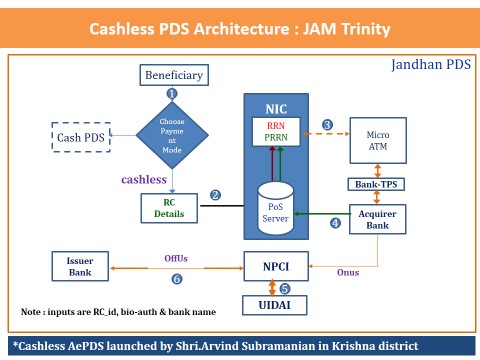 Cashless PDS Architecture : JAM Trinity
Jandhan PDS
Beneficiary
1
Choose
Payme
nt
Mode
Cash PDS
cashless
RC
Details
2
NIC
RRN
PRRN
PoS
Server
3
Micro
ATM
Bank-TPS
Acquirer
Bank
4
Issuer
Bank
OffUs
6
NPCI
Onus
5
UIDAI
Note : inputs are RC_id, bio-auth & bank name
*Cashless AePDS launched by Shri.Arvind Subramanian in Krishna district